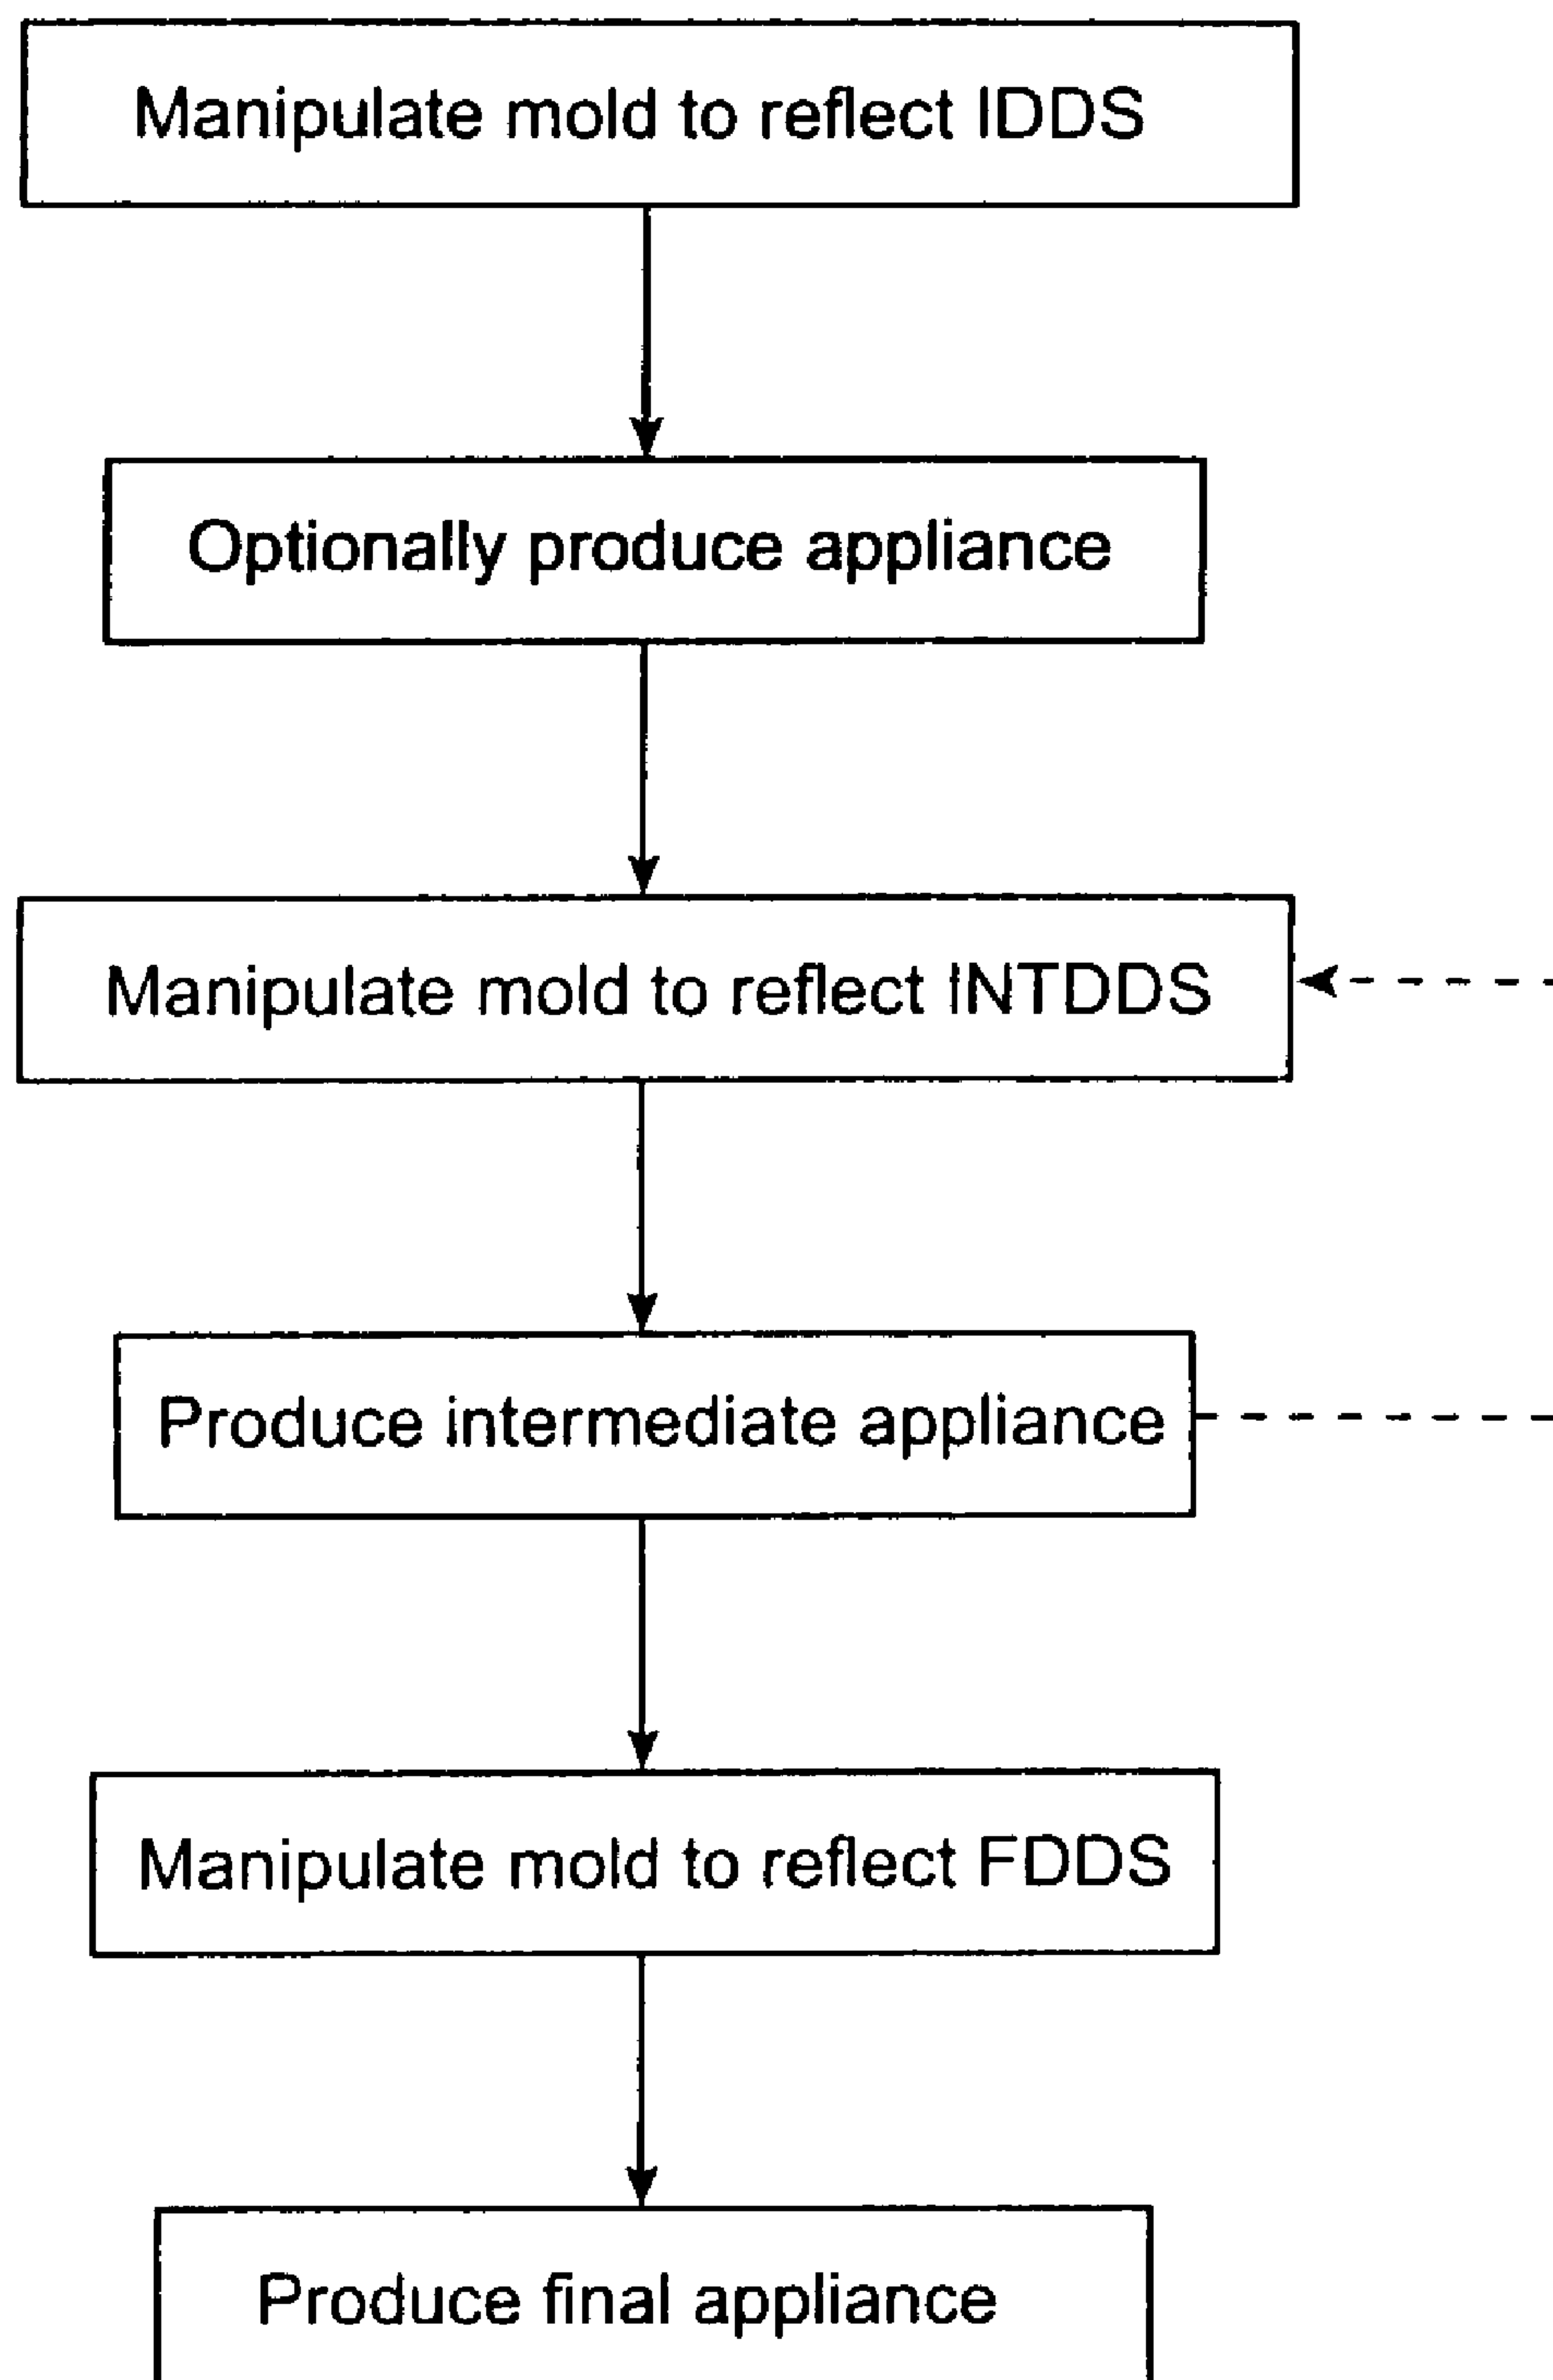 Manipulate mold to reflect IDDS
Optionally produce appliance
Manipulate mold to reflect INTDDS
Produce intermediate appliance
Manipulate mold to reflect FDDS
Produce final appliance